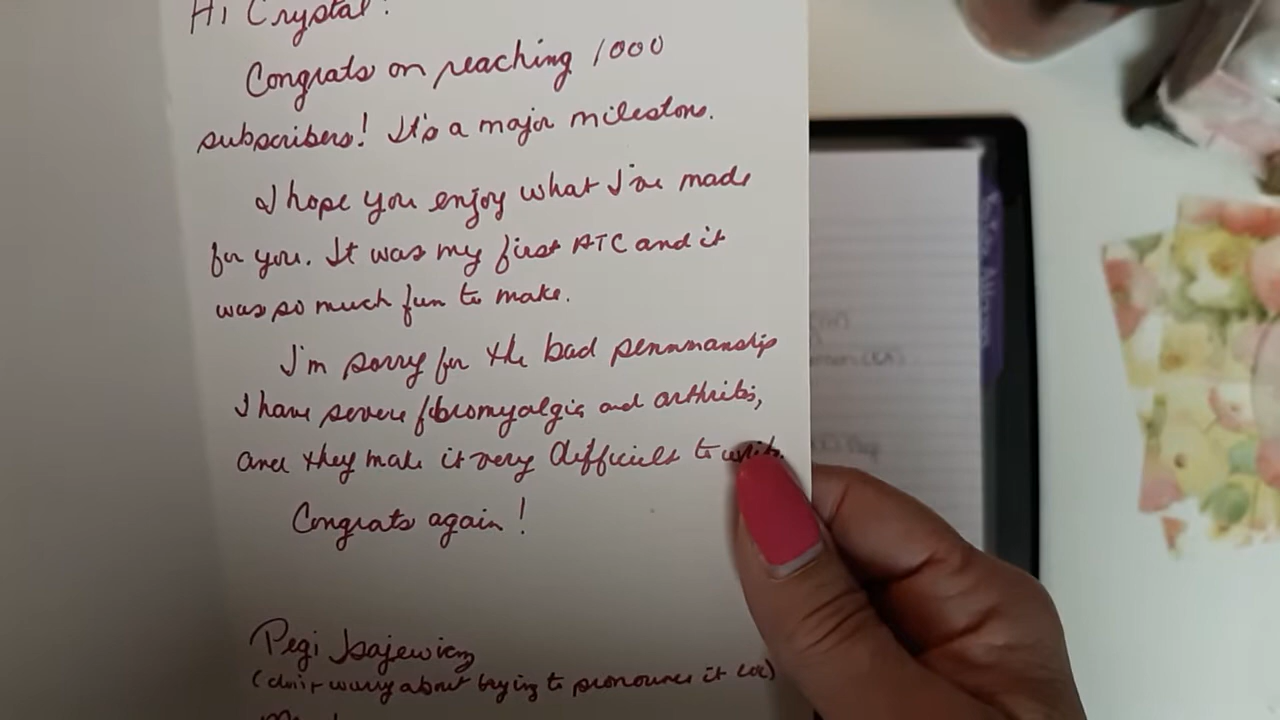 Hi Crystal!
Congrats on reaching 1000
subscribers! It's a major milestone.
I hope you enjoy what I've made
for you. It was my first ATC and it
was so much fun to make.
I'm sorry for the bad pennmanship
I have severe fibromyalgia and arthritis,
and they make it very difficult to write.
Congrats again!
Pegi Isajewicz
(don't worry about trying to pronounce it lol)